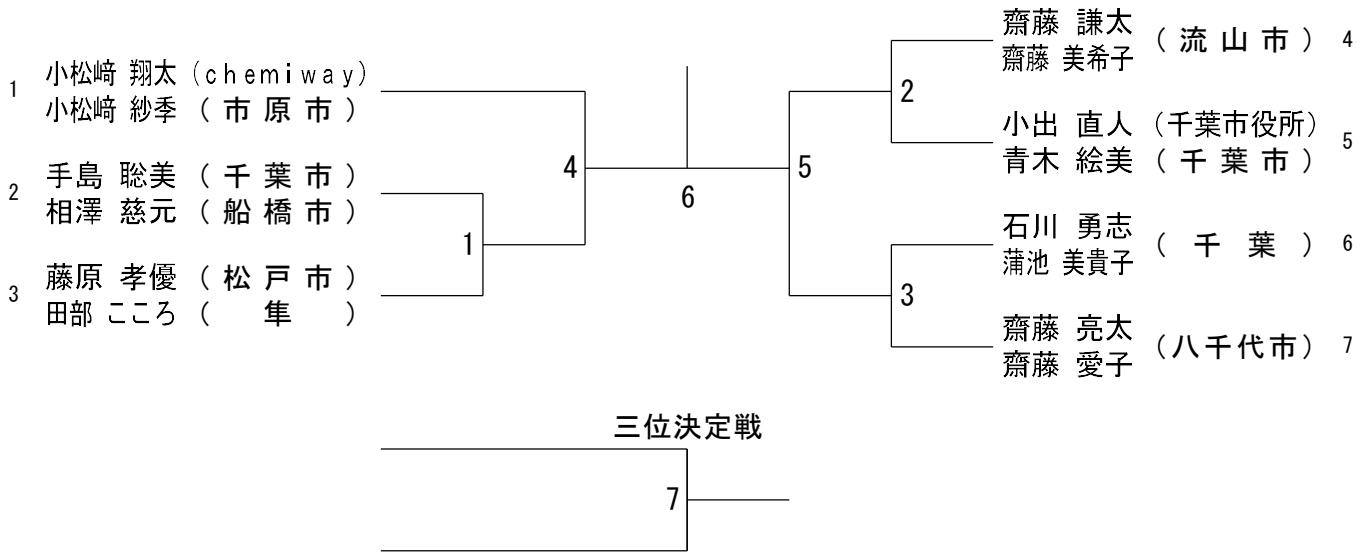 1
小松﨑 翔太 (chemiway)
小松﨑 紗季 ( 市 原 市 )
2
手島 聡美 ( 千 葉 市 )
相澤 慈元 ( 船 橋 市 )
3
藤原 孝優 ( 松 戸 市 )
田部 こころ ( 隼 )
1
4
6
齋藤 謙太
齋藤 美希子
( 流 山 市 ) 4
小出 直人 (千葉市役所)
青木 絵美 ( 千 葉 市 )
5
石川 勇志
蒲池 美貴子
( 千 葉 ) 6
齋藤 亮太
齋藤 愛子
(八千代市) 7
2
5
3
三位決定戦
7